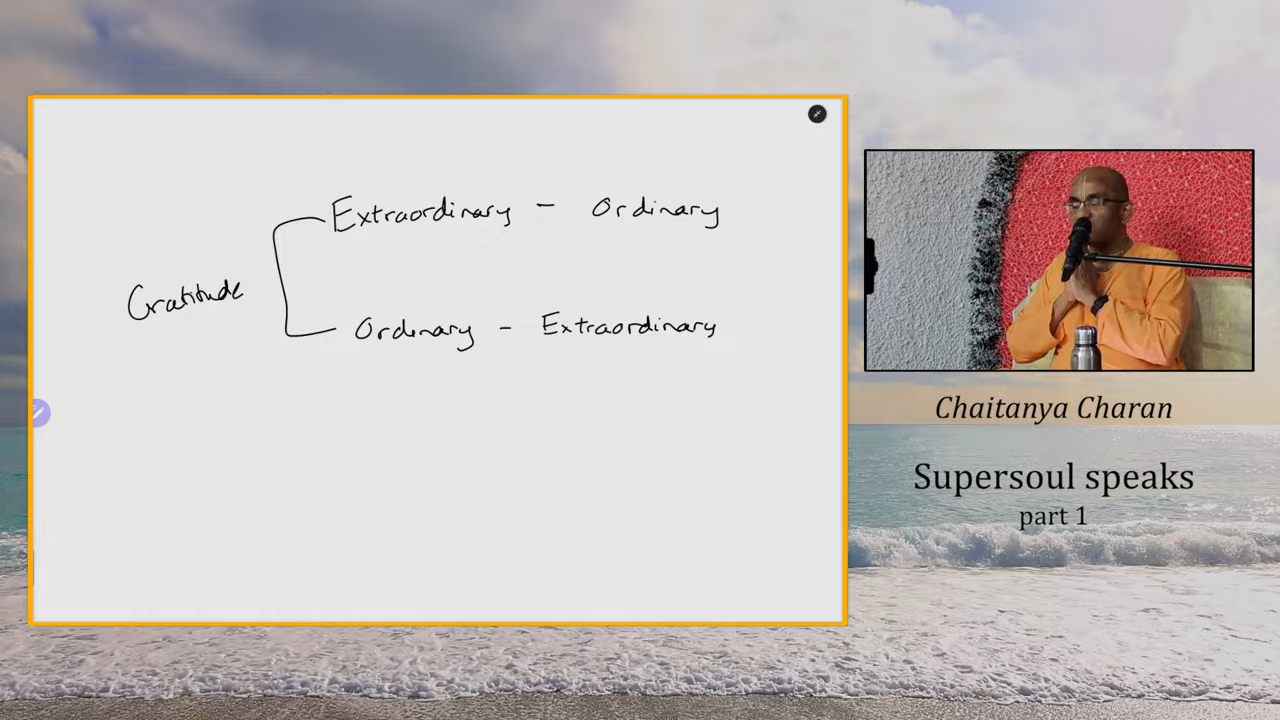 Extraordinary - Ordinary
Gratitude
Ordinary - Extraordinary
Chaitanya Charan
Supersoul speaks
part 1